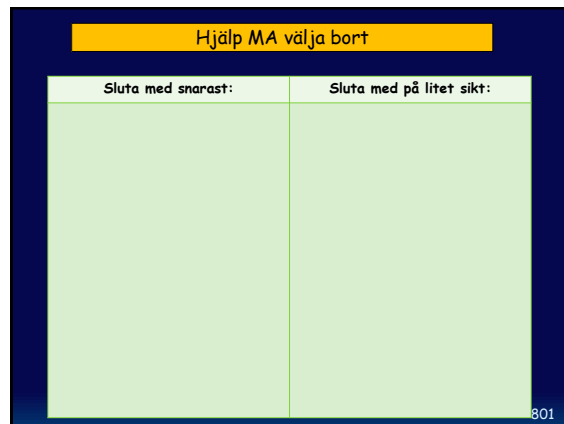 Hjälp MA välja bort
Sluta med snarast:
Sluta med på litet sikt:
801